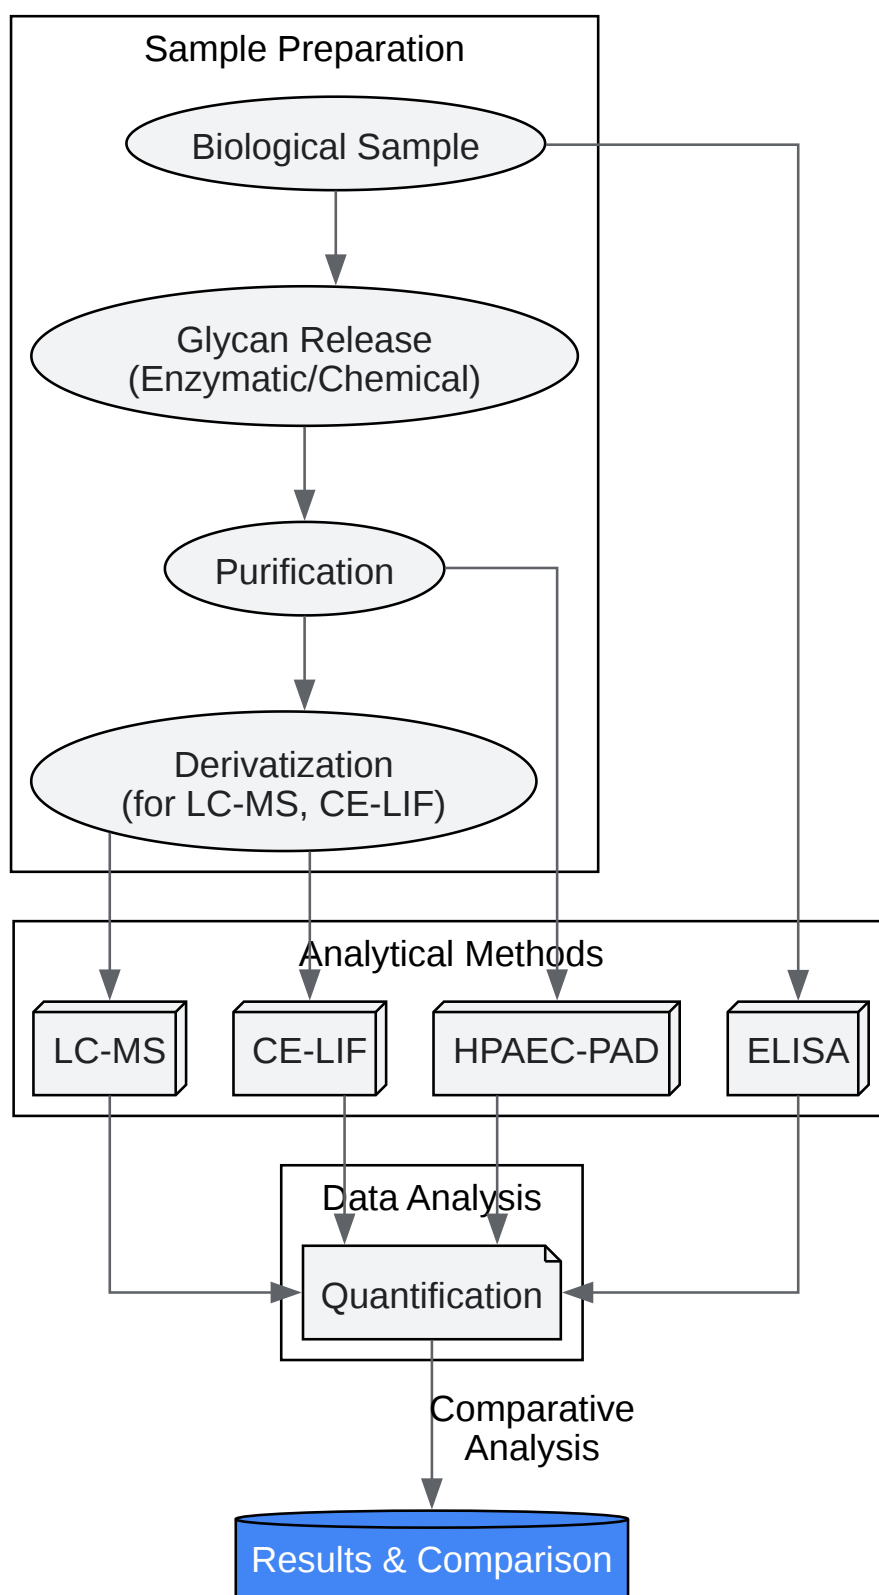 Sample Preparation
Biological Sample
Glycan Release
(Enzymatic/Chemical)
Purification
Derivatization
(for LC-MS, CE-LIF)
Analytical Methods
LC-MS
CE-LIF
HPAEC-PAD
ELISA
Data Analysis
Quantification
Comparative
Analysis
Results & Comparison